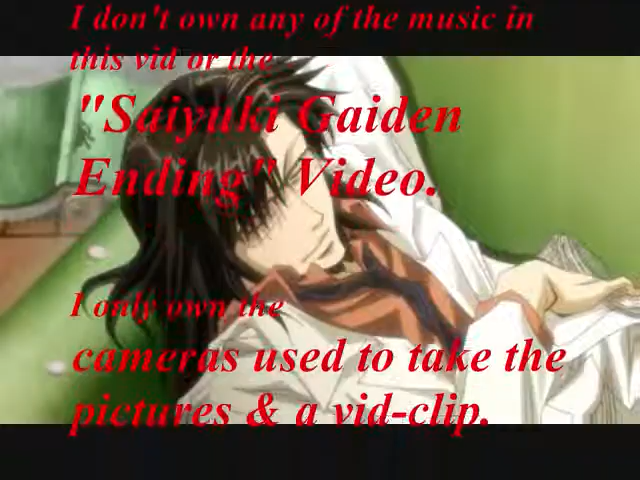 I don't own any of the music in
this vid or the
"Saiyuki Gaiden
Ending" Video.
I only own the
cameras used to take the
pictures & a vid-clip.